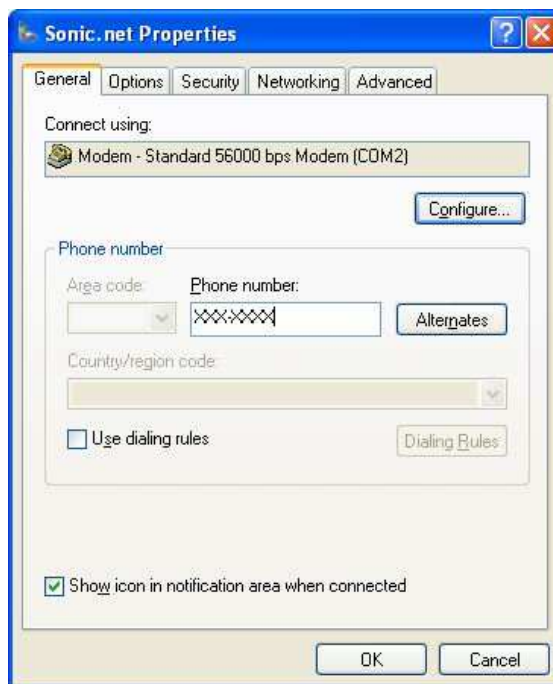 Sonic.net Properties
General Options Security Networking Advanced
Connect using:
Modem - Standard 56000 bps Modem (COM2)
Configure...
Phone number
Area code: Phone number:
XXX-XXXX Alternates
Country/region code:
Use dialing rules Dialing Rules
Show icon in notification area when connected
OK Cancel